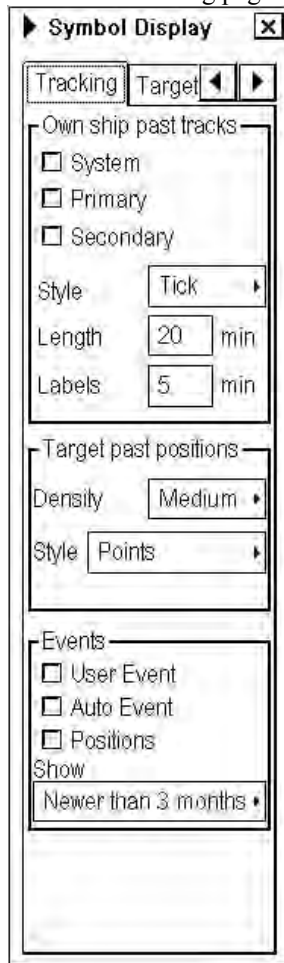 Symbol Display
Tracking Target
Own ship past tracks
System
Primary
Secondary
Style Tick
Length 20 min
Labels 5 min
Target past positions
Density Medium
Style Points
Events
User Event
Auto Event
Positions
Show
Newer than 3 months